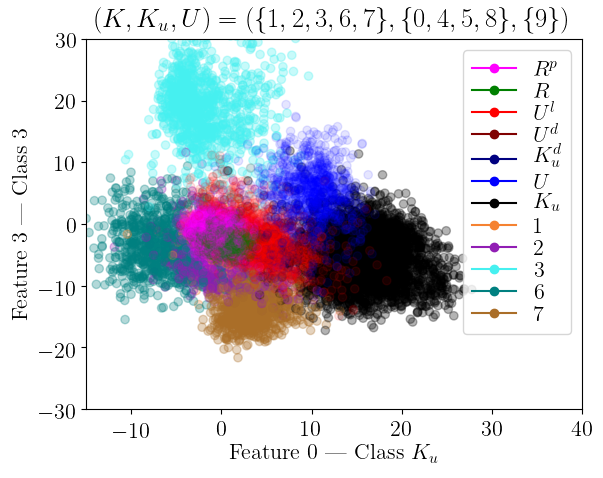 (K, K_u, U) = ({1, 2, 3, 6, 7}, {0, 4, 5, 8}, {9})
30
20
10
0
−10
−20
−30
Feature 3 — Class 3
R^p
R
U^l
U^d
K_u^d
U
K_u
1
2
3
6
7
−10
0
10
20
30
40
Feature 0 — Class K_u